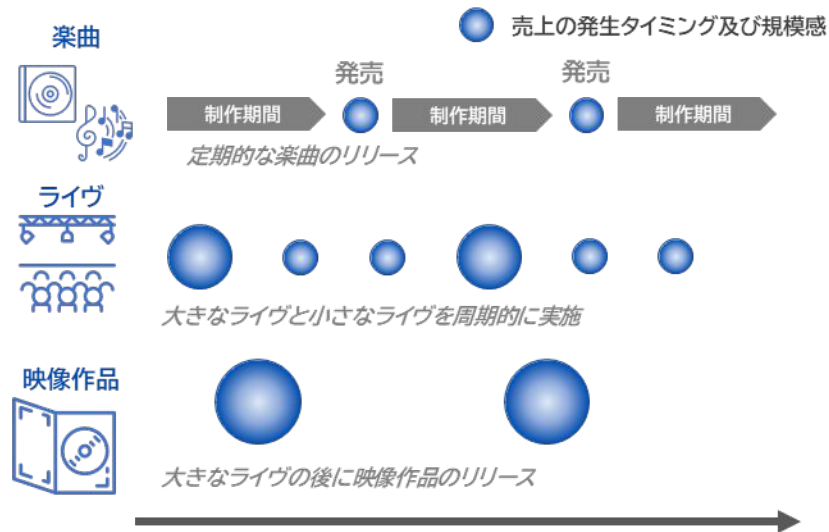 売上の発生タイミング及び規模感
楽曲
発売
発売
制作期間
制作期間
制作期間
定期的な楽曲のリリース
ライヴ
大きなライヴと小さなライヴを周期的に実施
映像作品
大きなライヴの後に映像作品のリリース